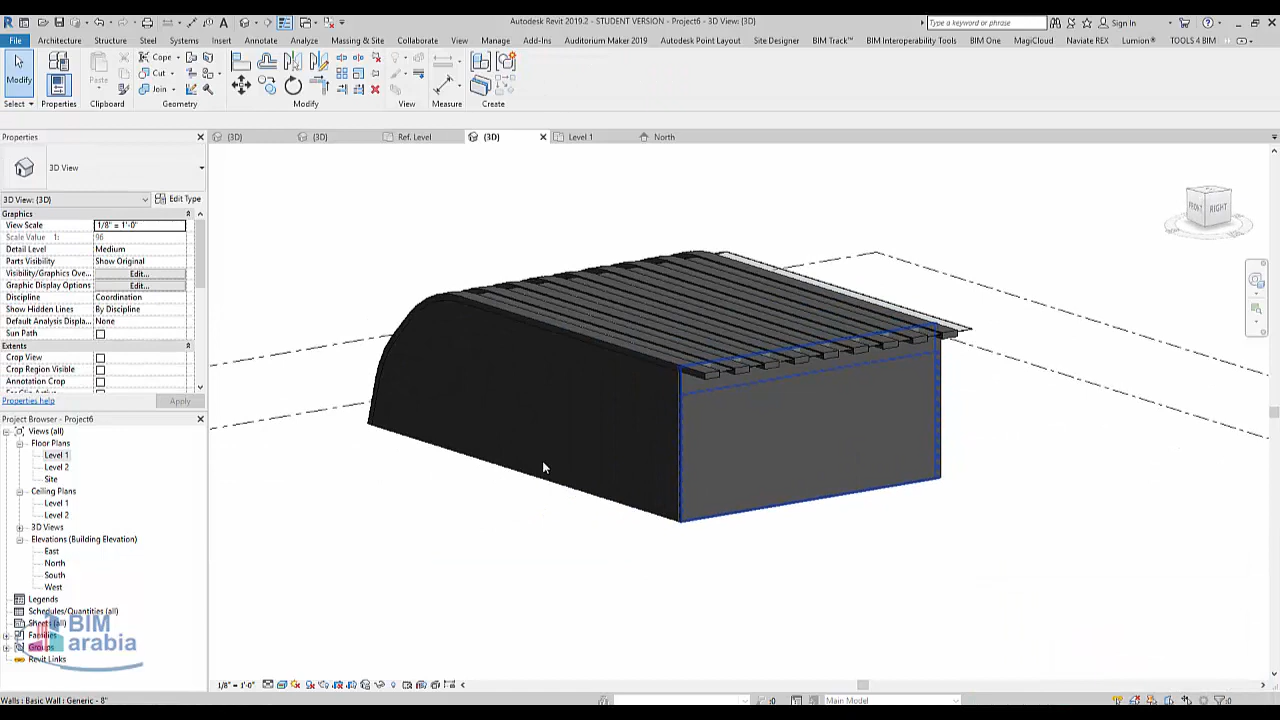 Autodesk Revit 2019.2 - STUDENT VERSION - Project6 - 3D View: {3D}
Type a keyword or phrase
Sign In
File Architecture Structure Steel Systems Insert Annotate Analyze Massing & Site Collaborate View Manage Add-Ins Auditorium Maker 2019 Autodesk Point Layout Site Designer BIM Track™ BIM Interoperability Tools BIM One MagiCloud Naviate REX Lumion® TOOLS 4 BIM
Modify
Paste
Cope
Cut
Join
Select Properties Clipboard Geometry Modify View Measure Create
Properties
{3D} {3D} Ref. Level {3D} Level 1 North
3D View
3D View: {3D} Edit Type
Graphics
View Scale 1/8" = 1'-0"
Scale Value 1: 96
Detail Level Medium
Parts Visibility Show Original
Visibility/Graphics Ove... Edit...
Graphic Display Options Edit...
Discipline Coordination
Show Hidden Lines By Discipline
Default Analysis Displa... None
Sun Path
Extents
Crop View
Crop Region Visible
Annotation Crop
Properties help Apply
Project Browser - Project6
Views (all)
Floor Plans
Level 1
Level 2
Site
Ceiling Plans
Level 1
Level 2
3D Views
Elevations (Building Elevation)
East
North
South
West
Legends
Schedules/Quantities (all)
Sheets (all)
Families
Groups
Revit Links
BIM
arabia
FRONT RIGHT
1/8" = 1'-0"
Walls : Basic Wall : Generic - 8"
:0
Main Model
:0